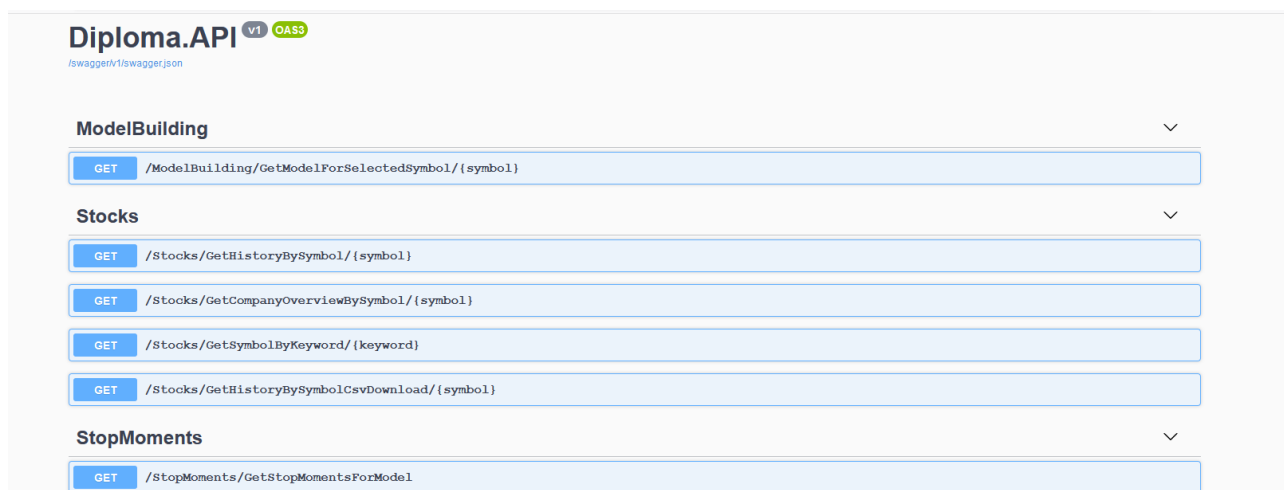 Diploma.API v1 OAS3
/swagger/v1/swagger.json
ModelBuilding
GET /ModelBuilding/GetModelForSelectedSymbol/{symbol}
Stocks
GET /Stocks/GetHistoryBySymbol/{symbol}
GET /Stocks/GetCompanyOverviewBySymbol/{symbol}
GET /Stocks/GetSymbolByKeyword/{keyword}
GET /Stocks/GetHistoryBySymbolCsvDownload/{symbol}
StopMoments
GET /StopMoments/GetStopMomentsForModel